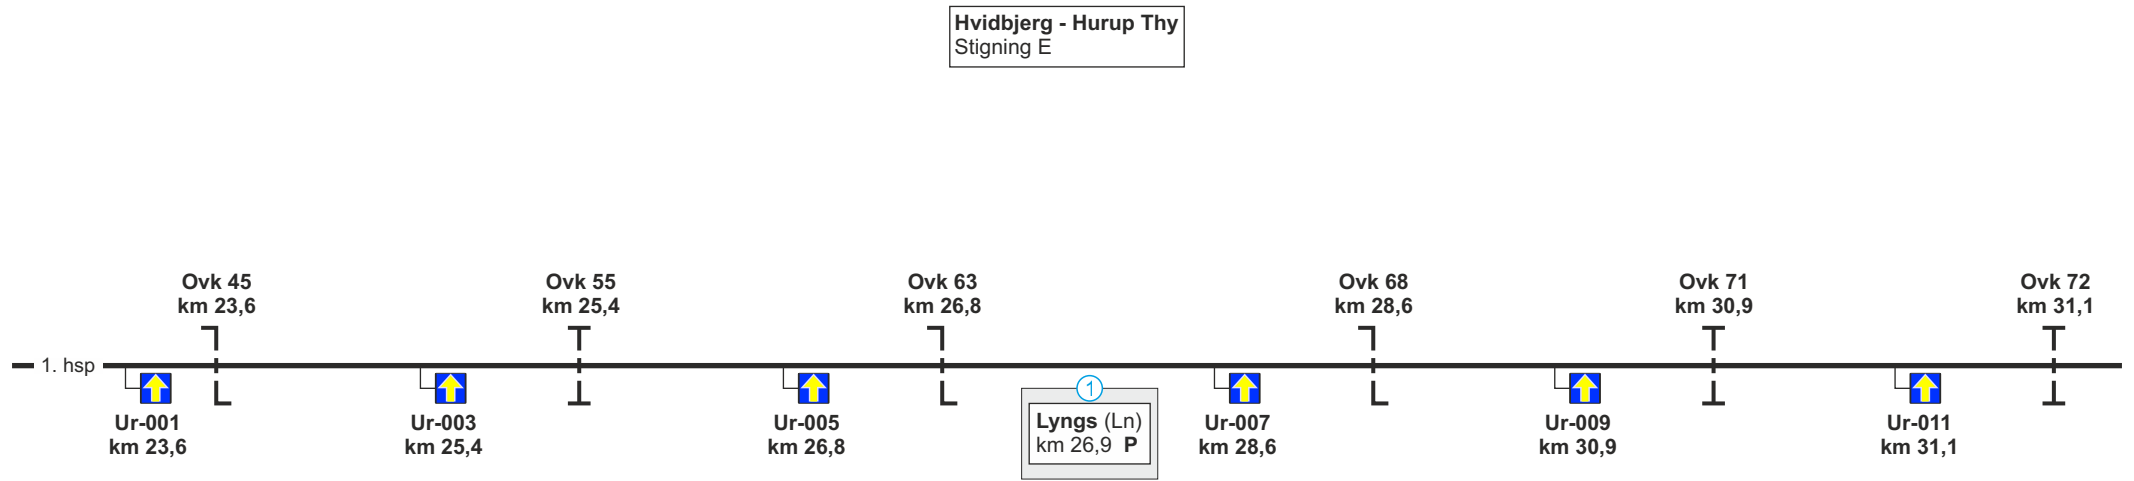 Hvidbjerg - Hurup Thy
Stigning E
Ovk 45
km 23,6
Ovk 55
km 25,4
Ovk 63
km 26,8
Ovk 68
km 28,6
Ovk 71
km 30,9
Ovk 72
km 31,1
1. hsp
Ur-001
km 23,6
Ur-003
km 25,4
Ur-005
km 26,8
1
Lyngs (Ln)
km 26,9 P
Ur-007
km 28,6
Ur-009
km 30,9
Ur-011
km 31,1